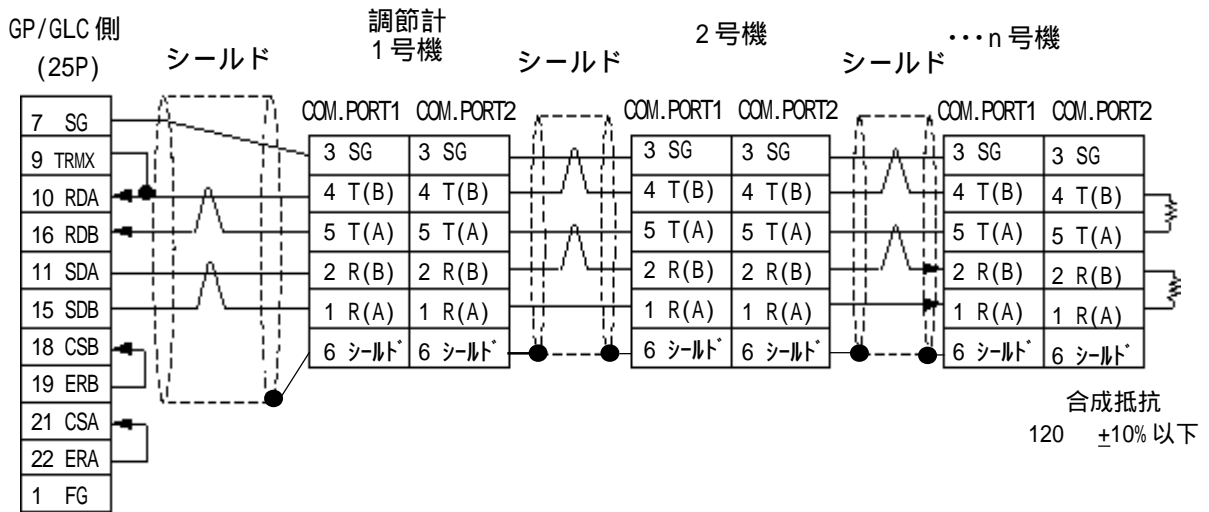 GP/GLC 側
(25P)
シールド
調節計
1号機
シールド
2号機
シールド
･･･n 号機
7 SG
9 TRMX
10 RDA
16 RDB
11 SDA
15 SDB
18 CSB
19 ERB
21 CSA
22 ERA
1 FG
COM.PORT1 COM.PORT2
3 SG 3 SG
4 T(B) 4 T(B)
5 T(A) 5 T(A)
2 R(B) 2 R(B)
1 R(A) 1 R(A)
6 ｼｰﾙﾄﾞ 6 ｼｰﾙﾄﾞ
COM.PORT1 COM.PORT2
3 SG 3 SG
4 T(B) 4 T(B)
5 T(A) 5 T(A)
2 R(B) 2 R(B)
1 R(A) 1 R(A)
6 ｼｰﾙﾄﾞ 6 ｼｰﾙﾄﾞ
COM.PORT1 COM.PORT2
3 SG 3 SG
4 T(B) 4 T(B)
5 T(A) 5 T(A)
2 R(B) 2 R(B)
1 R(A) 1 R(A)
6 ｼｰﾙﾄﾞ 6 ｼｰﾙﾄﾞ
合成抵抗
120 ±10% 以下